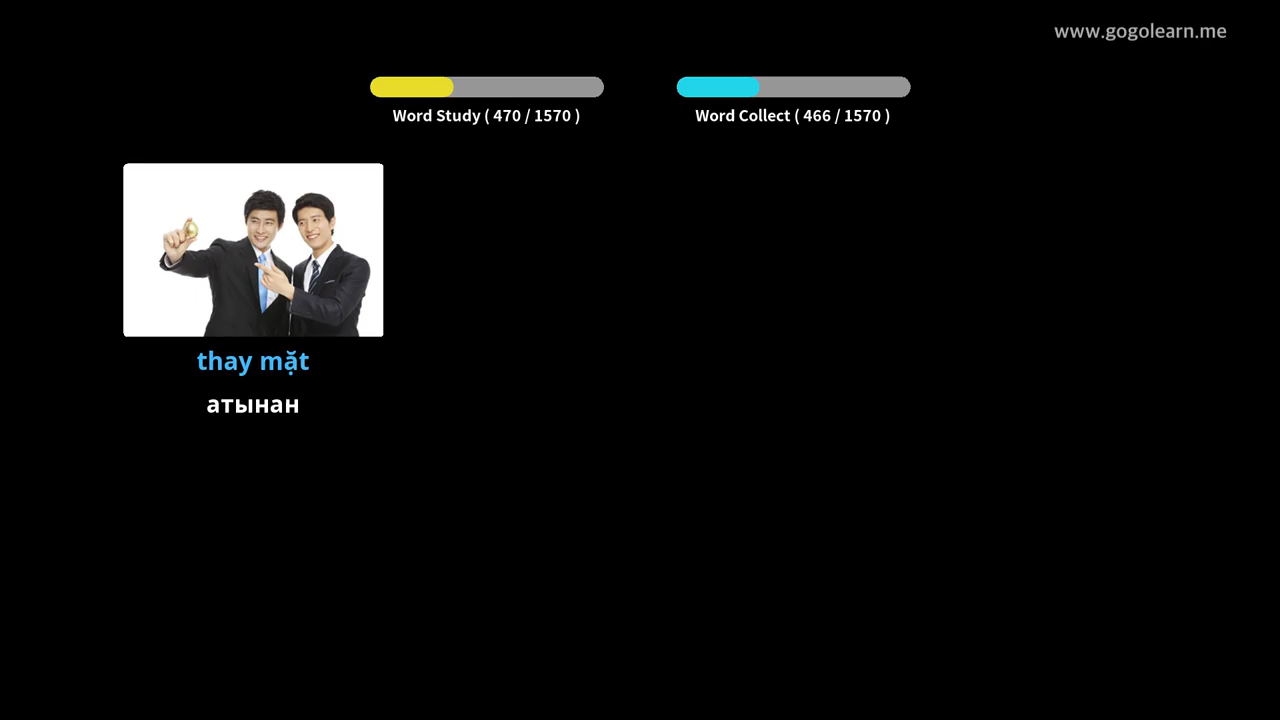 www.gogolearn.me
Word Study ( 470 / 1570 )
Word Collect ( 466 / 1570 )
thay mặt
атынан